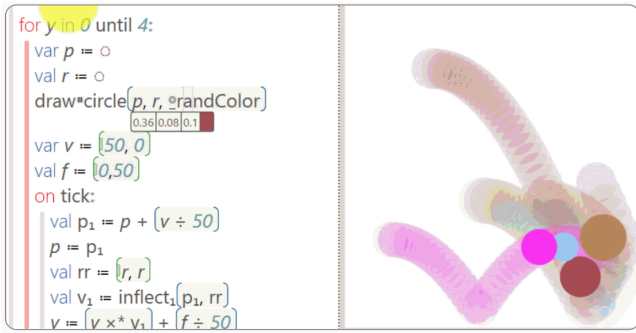 for y in 0 until 4:
var p ≔ ○
val r ≔ ○
draw▪circle(p, r, randColor)
0.36 0.08 0.1
var v ≔ [50, 0]
val f ≔ [0,50]
on tick:
val p₁ ≔ p + (v ÷ 50)
p ≔ p₁
val rr ≔ [r, r]
val v₁ ≔ inflect₁(p₁, rr)
v ≔ (v ×* v₁) + (f ÷ 50)